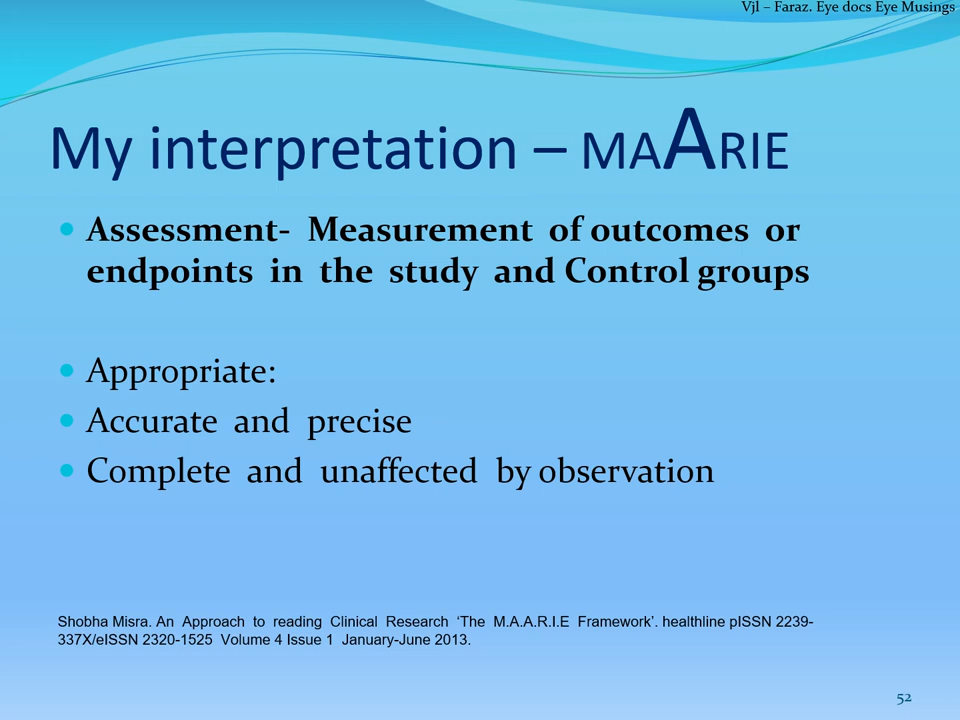 Vjl – Faraz. Eye docs Eye Musings
My interpretation – MAARIE
• Assessment- Measurement of outcomes or
endpoints in the study and Control groups
• Appropriate:
• Accurate and precise
• Complete and unaffected by observation
Shobha Misra. An Approach to reading Clinical Research ‘The M.A.A.R.I.E Framework’. healthline pISSN 2239-
337X/eISSN 2320-1525 Volume 4 Issue 1 January-June 2013.
52